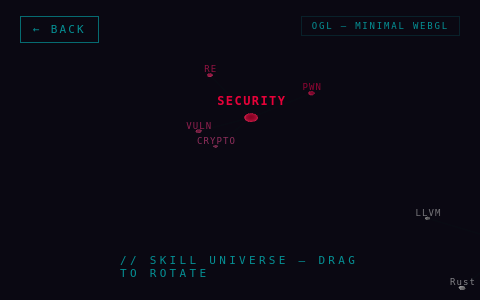 ← BACK
OGL — MINIMAL WEBGL
RE
PWN
SECURITY
VULN
CRYPTO
LLVM
// SKILL UNIVERSE — DRAG
TO ROTATE
Rust